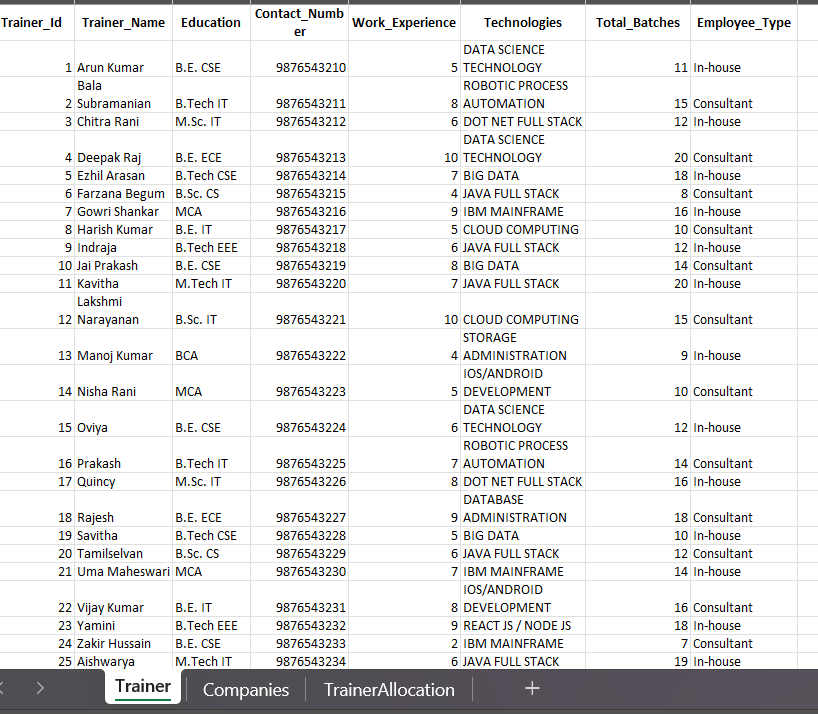 Trainer_Id Trainer_Name Education Contact_Numb Work_Experience Technologies Total_Batches Employee_Type
er
DATA SCIENCE
1 Arun Kumar B.E. CSE 9876543210 5 TECHNOLOGY 11 In-house
Bala ROBOTIC PROCESS
2 Subramanian B.Tech IT 9876543211 8 AUTOMATION 15 Consultant
3 Chitra Rani M.Sc. IT 9876543212 6 DOT NET FULL STACK 12 In-house
DATA SCIENCE
4 Deepak Raj B.E. ECE 9876543213 10 TECHNOLOGY 20 Consultant
5 Ezhil Arasan B.Tech CSE 9876543214 7 BIG DATA 18 In-house
6 Farzana Begum B.Sc. CS 9876543215 4 JAVA FULL STACK 8 Consultant
7 Gowri Shankar MCA 9876543216 9 IBM MAINFRAME 16 In-house
8 Harish Kumar B.E. IT 9876543217 5 CLOUD COMPUTING 10 Consultant
9 Indraja B.Tech EEE 9876543218 6 JAVA FULL STACK 12 In-house
10 Jai Prakash B.E. CSE 9876543219 8 BIG DATA 14 Consultant
11 Kavitha M.Tech IT 9876543220 7 JAVA FULL STACK 20 In-house
Lakshmi
12 Narayanan B.Sc. IT 9876543221 10 CLOUD COMPUTING 15 Consultant
STORAGE
13 Manoj Kumar BCA 9876543222 4 ADMINISTRATION 9 In-house
IOS/ANDROID
14 Nisha Rani MCA 9876543223 5 DEVELOPMENT 10 Consultant
DATA SCIENCE
15 Oviya B.E. CSE 9876543224 6 TECHNOLOGY 12 In-house
ROBOTIC PROCESS
16 Prakash B.Tech IT 9876543225 7 AUTOMATION 14 Consultant
17 Quincy M.Sc. IT 9876543226 8 DOT NET FULL STACK 16 In-house
DATABASE
18 Rajesh B.E. ECE 9876543227 9 ADMINISTRATION 18 Consultant
19 Savitha B.Tech CSE 9876543228 5 BIG DATA 10 In-house
20 Tamilselvan B.Sc. CS 9876543229 6 JAVA FULL STACK 12 Consultant
21 Uma Maheswari MCA 9876543230 7 IBM MAINFRAME 14 In-house
IOS/ANDROID
22 Vijay Kumar B.E. IT 9876543231 8 DEVELOPMENT 16 Consultant
23 Yamini B.Tech EEE 9876543232 9 REACT JS / NODE JS 18 In-house
24 Zakir Hussain B.E. CSE 9876543233 2 IBM MAINFRAME 7 Consultant
25 Aishwarya M.Tech IT 9876543234 6 JAVA FULL STACK 19 In-house
Trainer Companies TrainerAllocation